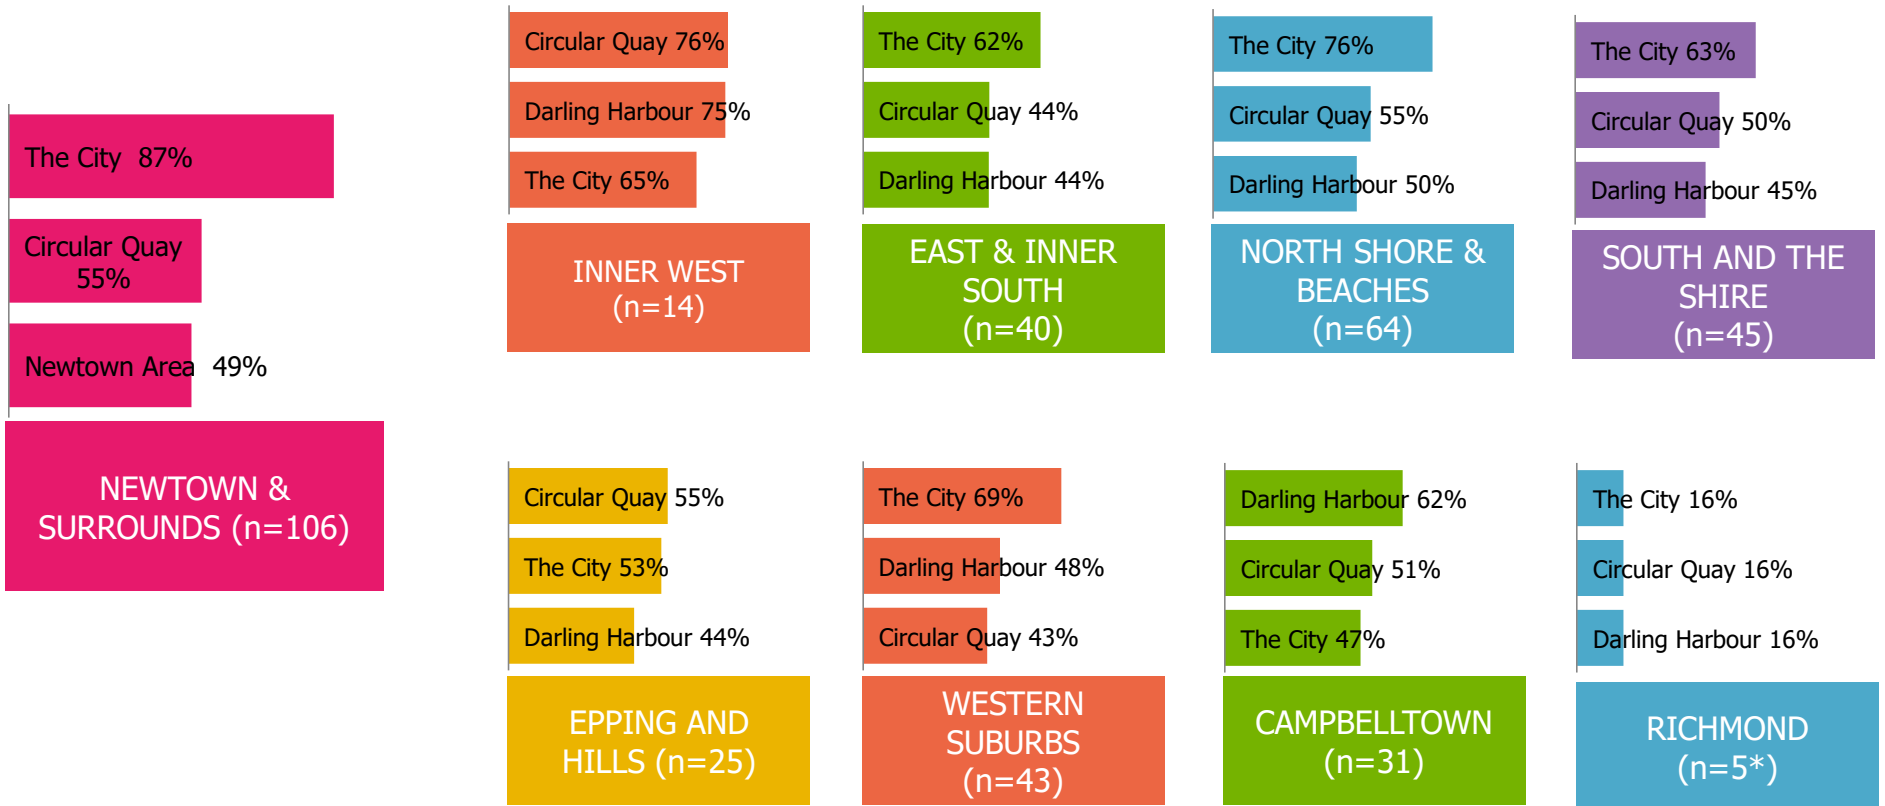 The City  87%
Circular Quay
55%
Newtown Area  49%
NEWTOWN &
SURROUNDS (n=106)
Circular Quay 76%
Darling Harbour 75%
The City 65%
INNER WEST
(n=14)
The City 62%
Circular Quay 44%
Darling Harbour 44%
EAST & INNER
SOUTH
(n=40)
The City 76%
Circular Quay 55%
Darling Harbour 50%
NORTH SHORE &
BEACHES
(n=64)
The City 63%
Circular Quay 50%
Darling Harbour 45%
SOUTH AND THE
SHIRE
(n=45)
Circular Quay 55%
The City 53%
Darling Harbour 44%
EPPING AND
HILLS (n=25)
The City 69%
Darling Harbour 48%
Circular Quay 43%
WESTERN
SUBURBS
(n=43)
Darling Harbour 62%
Circular Quay 51%
The City 47%
CAMPBELLTOWN
(n=31)
The City 16%
Circular Quay 16%
Darling Harbour 16%
RICHMOND
(n=5*)